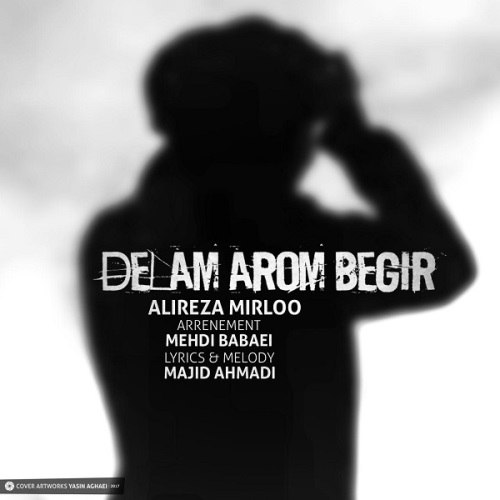 DELAM AROM BEGIR
ALIREZA MIRLOO
ARRENEMENT
MEHDI BABAEI
LYRICS & MELODY
MAJID AHMADI
COVER ARTWORKS YASIN AGHAEI